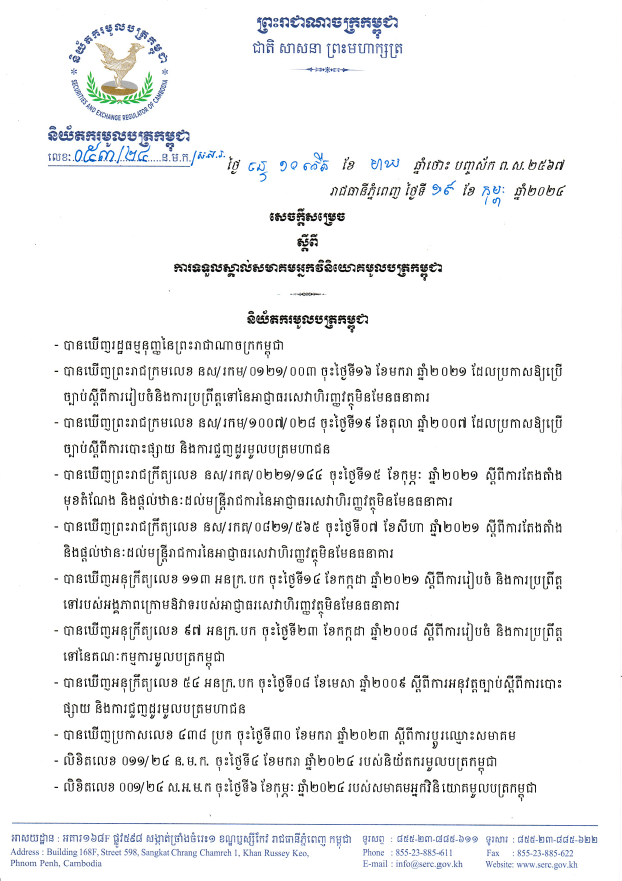 ព្រះរាជាណាចក្រកម្ពុជា
ជាតិ សាសនា ព្រះមហាក្សត្រ
និយ័តករមូលបត្រកម្ពុជា
SECURITIES AND EXCHANGE REGULATOR OF CAMBODIA
និយ័តករមូលបត្រកម្ពុជា
លេខៈ ០៥៣/២៤ ន.ម.ក./ស.ស.រ.
ថ្ងៃ ចន្ទ ១០ កើត ខែ មាឃ ឆ្នាំថោះ បញ្ចស័ក ព.ស.២៥៦៧
រាជធានីភ្នំពេញ ថ្ងៃទី ១៩ ខែ កុម្ភៈ ឆ្នាំ២០២៤
សេចក្តីសម្រេច
ស្តីពី
ការទទួលស្គាល់សមាគមអ្នកវិនិយោគមូលបត្រកម្ពុជា
និយ័តករមូលបត្រកម្ពុជា
- បានឃើញរដ្ឋធម្មនុញ្ញនៃព្រះរាជាណាចក្រកម្ពុជា
- បានឃើញព្រះរាជក្រមលេខ នស/រកម/០១២១/០០៣ ចុះថ្ងៃទី១៦ ខែមករា ឆ្នាំ២០២១ ដែលប្រកាសឱ្យប្រើ
ច្បាប់ស្តីពីការរៀបចំនិងការប្រព្រឹត្តទៅនៃអាជ្ញាធរសេវាហិរញ្ញវត្ថុមិនមែនធនាគារ
- បានឃើញព្រះរាជក្រមលេខ នស/រកម/១០០៧/០២៨ ចុះថ្ងៃទី១៩ ខែតុលា ឆ្នាំ២០០៧ ដែលប្រកាសឱ្យប្រើ
ច្បាប់ស្តីពីការបោះផ្សាយ និងការជួញដូរមូលបត្រមហាជន
- បានឃើញព្រះរាជក្រឹត្យលេខ នស/រកត/០២២១/១៤៤ ចុះថ្ងៃទី១៥ ខែកុម្ភៈ ឆ្នាំ២០២១ ស្តីពីការតែងតាំង
មុខតំណែង និងផ្តល់ឋានៈដល់មន្ត្រីរាជការនៃអាជ្ញាធរសេវាហិរញ្ញវត្ថុមិនមែនធនាគារ
- បានឃើញព្រះរាជក្រឹត្យលេខ នស/រកត/០៨២១/៥៦៥ ចុះថ្ងៃទី០៧ ខែសីហា ឆ្នាំ២០២១ ស្តីពីការតែងតាំង
និងផ្តល់ឋានៈដល់មន្ត្រីរាជការនៃអាជ្ញាធរសេវាហិរញ្ញវត្ថុមិនមែនធនាគារ
- បានឃើញអនុក្រឹត្យលេខ ១១៣ អនក្រ.បក ចុះថ្ងៃទី១៤ ខែកក្កដា ឆ្នាំ២០២១ ស្តីពីការរៀបចំ និងការប្រព្រឹត្ត
ទៅរបស់អង្គភាពក្រោមឱវាទរបស់អាជ្ញាធរសេវាហិរញ្ញវត្ថុមិនមែនធនាគារ
- បានឃើញអនុក្រឹត្យលេខ ៩៧ អនក្រ.បក ចុះថ្ងៃទី២៣ ខែកក្កដា ឆ្នាំ២០០៨ ស្តីពីការរៀបចំ និងការប្រព្រឹត្ត
ទៅនៃគណៈកម្មការមូលបត្រកម្ពុជា
- បានឃើញអនុក្រឹត្យលេខ ៥៤ អនក្រ.បក ចុះថ្ងៃទី០៨ ខែមេសា ឆ្នាំ២០០៩ ស្តីពីការអនុវត្តច្បាប់ស្តីពីការបោះ
ផ្សាយ និងការជួញដូរមូលបត្រមហាជន
- បានឃើញប្រកាសលេខ ៤៣៨ ប្រក ចុះថ្ងៃទី៣០ ខែមករា ឆ្នាំ២០២៣ ស្តីពីការប្តូរឈ្មោះសមាគម
- លិខិតលេខ ០១១/២៤ ន.ម.ក. ចុះថ្ងៃទី៤ ខែមករា ឆ្នាំ២០២៤ របស់និយ័តករមូលបត្រកម្ពុជា
- លិខិតលេខ ០០១/២៤ ស.អ.ម.ក ចុះថ្ងៃទី៦ ខែកុម្ភៈ ឆ្នាំ២០២៤ របស់សមាគមអ្នកវិនិយោគមូលបត្រកម្ពុជា
អាសយដ្ឋាន : អគារ១៦៨F ផ្លូវ៥៩៨ សង្កាត់ច្រាំងចំរេះ១ ខណ្ឌឫស្សីកែវ រាជធានីភ្នំពេញ កម្ពុជា
Address : Building 168F, Street 598, Sangkat Chrang Chamreh 1, Khan Russey Keo,
Phnom Penh, Cambodia
ទូរសព្ទ : ៨៥៥-២៣-៨៨៥-៦១១ ទូរសារ : ៨៥៥-២៣-៨៨៥-៦២២
Phone : 855-23-885-611 Fax : 855-23-885-622
E-mail : info@serc.gov.kh Website: www.serc.gov.kh